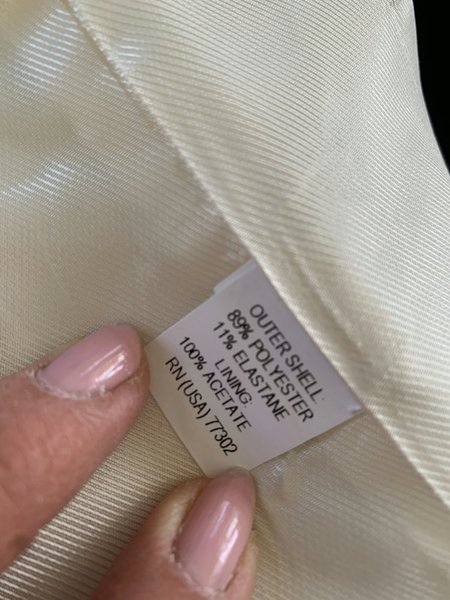 OUTER SHELL:
89% POLYESTER
11% ELASTANE
LINING:
100% ACETATE
RN (USA) 77302